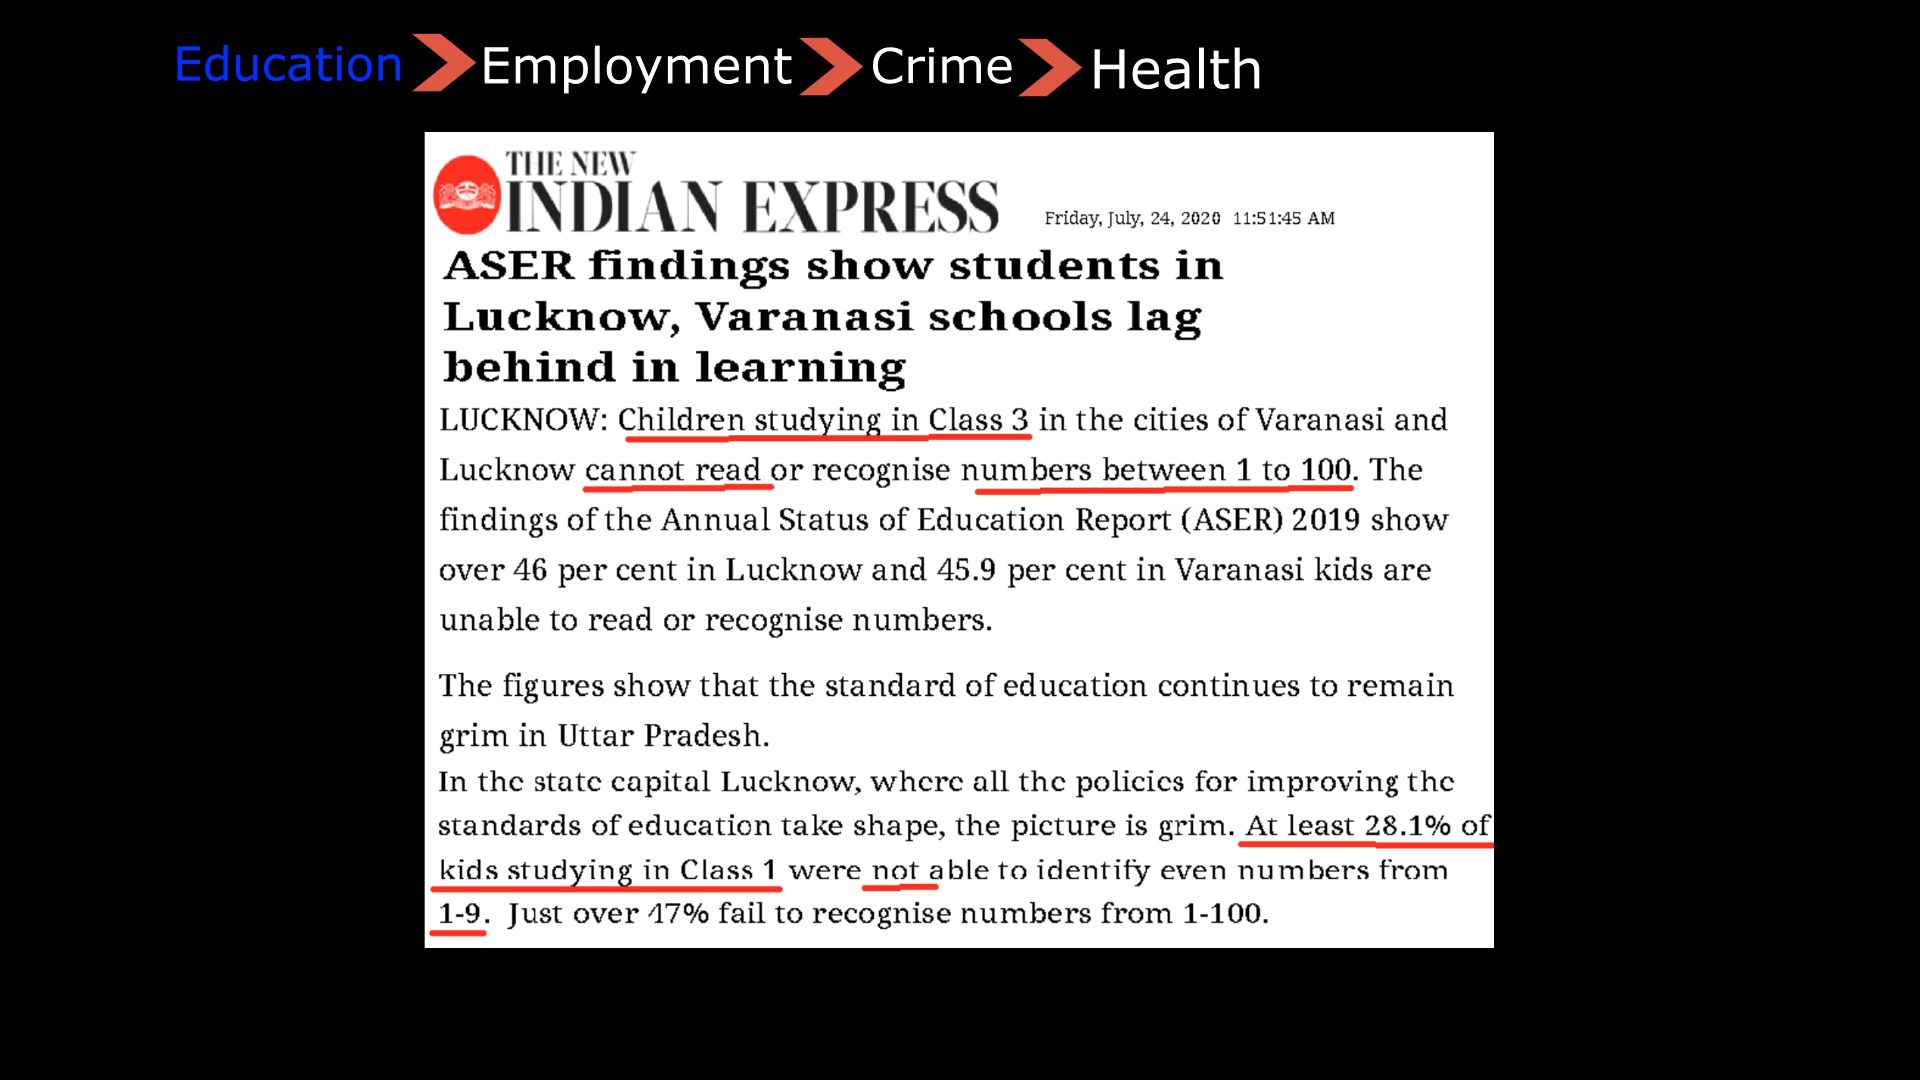 Education Employment Crime Health
THE NEW
INDIAN EXPRESS
Friday, July, 24, 2020 11:51:45 AM
ASER findings show students in
Lucknow, Varanasi schools lag
behind in learning
LUCKNOW: Children studying in Class 3 in the cities of Varanasi and
Lucknow cannot read or recognise numbers between 1 to 100. The
findings of the Annual Status of Education Report (ASER) 2019 show
over 46 per cent in Lucknow and 45.9 per cent in Varanasi kids are
unable to read or recognise numbers.
The figures show that the standard of education continues to remain
grim in Uttar Pradesh.
In the state capital Lucknow, where all the policies for improving the
standards of education take shape, the picture is grim. At least 28.1% of
kids studying in Class 1 were not able to identify even numbers from
1-9. Just over 47% fail to recognise numbers from 1-100.